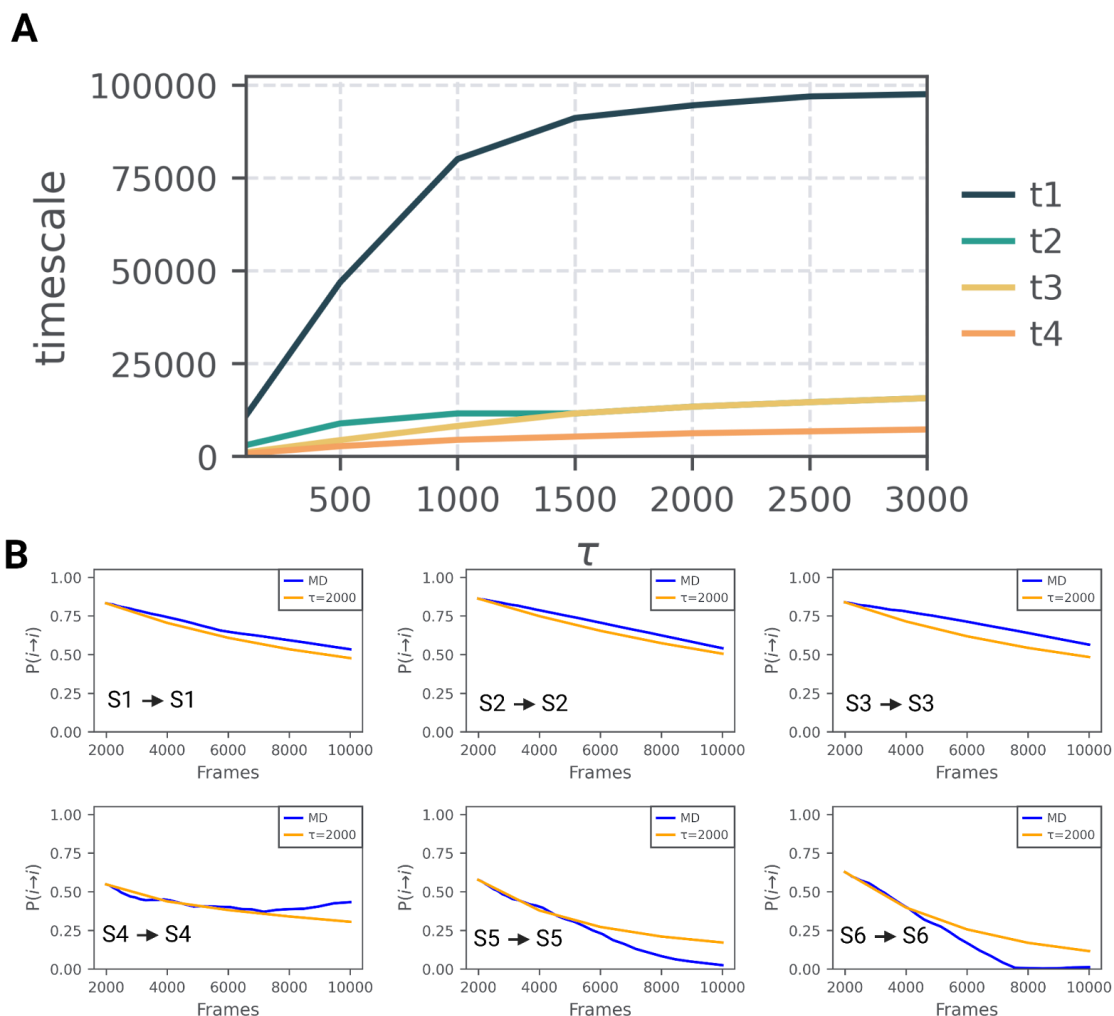 A
100000
75000
50000
25000
0
timescale
500 1000 1500 2000 2500 3000
τ
t1
t2
t3
t4
B
1.00
0.75
0.50
0.25
0.00
P(i→i)
MD
τ=2000
S1 → S1
2000 4000 6000 8000 10000
Frames
1.00
0.75
0.50
0.25
0.00
P(i→i)
MD
τ=2000
S2 → S2
2000 4000 6000 8000 10000
Frames
1.00
0.75
0.50
0.25
0.00
P(i→i)
MD
τ=2000
S3 → S3
2000 4000 6000 8000 10000
Frames
1.00
0.75
0.50
0.25
0.00
P(i→i)
MD
τ=2000
S4 → S4
2000 4000 6000 8000 10000
Frames
1.00
0.75
0.50
0.25
0.00
P(i→i)
MD
τ=2000
S5 → S5
2000 4000 6000 8000 10000
Frames
1.00
0.75
0.50
0.25
0.00
P(i→i)
MD
τ=2000
S6 → S6
2000 4000 6000 8000 10000
Frames